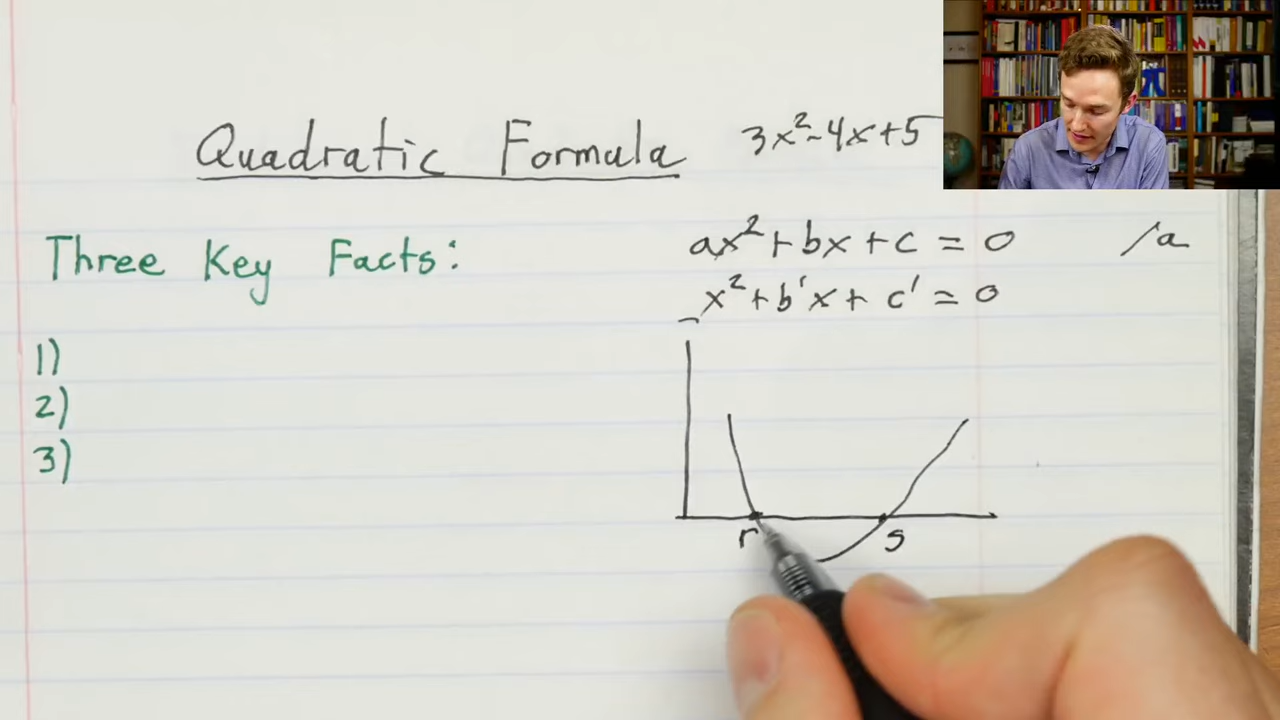 Quadratic Formula 3x²-4x+5
Three Key Facts:
ax²+bx+c=0 /a
x²+b'x+c'=0
1)
2)
3)
r s